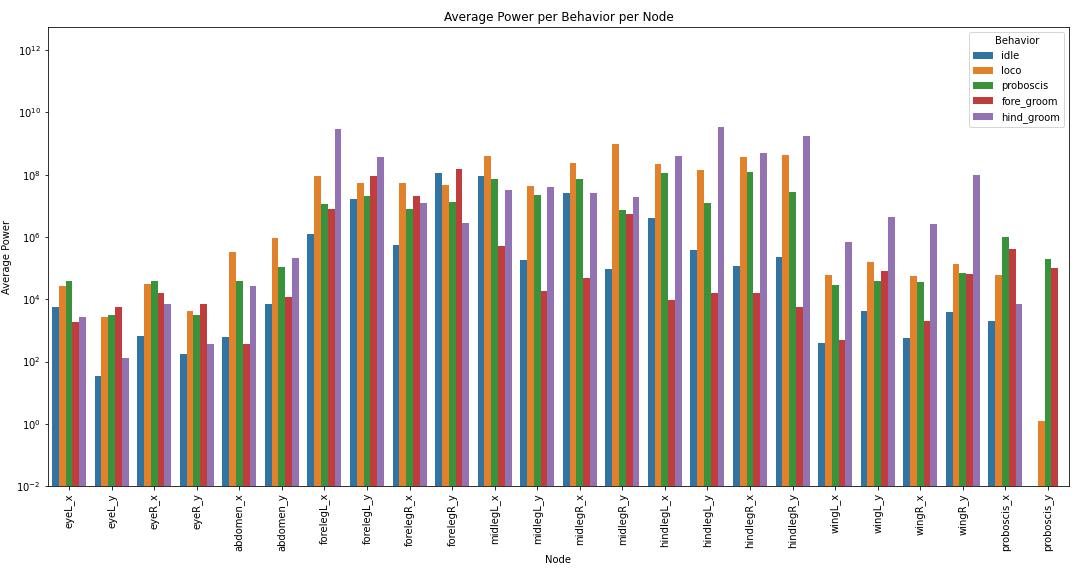 Average Power per Behavior per Node
Average Power
10^12
10^10
10^8
10^6
10^4
10^2
10^0
10^-2
Behavior
idle
loco
proboscis
fore_groom
hind_groom
eyeL_x
eyeL_y
eyeR_x
eyeR_y
abdomen_x
abdomen_y
forelegL_x
forelegL_y
forelegR_x
forelegR_y
midlegL_x
midlegL_y
midlegR_x
midlegR_y
hindlegL_x
hindlegL_y
hindlegR_x
hindlegR_y
wingL_x
wingL_y
wingR_x
wingR_y
proboscis_x
proboscis_y
Node